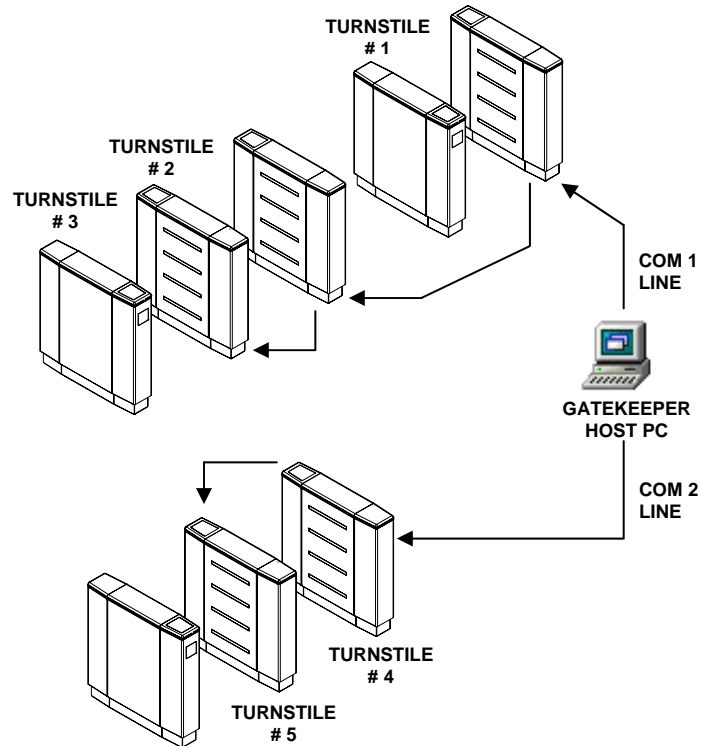 TURNSTILE
# 1
TURNSTILE
# 2
TURNSTILE
# 3
COM 1
LINE
GATEKEEPER
HOST PC
COM 2
LINE
TURNSTILE
# 4
TURNSTILE
# 5